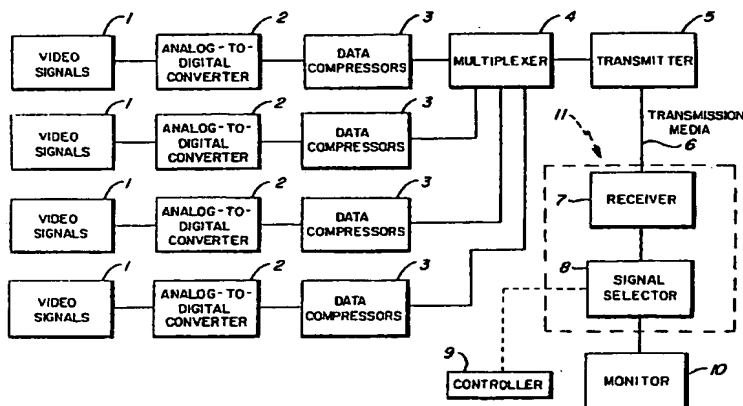 1
VIDEO
SIGNALS
2
ANALOG-TO-
DIGITAL
CONVERTER
3
DATA
COMPRESSORS
4
MULTIPLEXER
5
TRANSMITTER
1
VIDEO
SIGNALS
2
ANALOG-TO-
DIGITAL
CONVERTER
3
DATA
COMPRESSORS
11
TRANSMISSION
MEDIA
6
1
VIDEO
SIGNALS
2
ANALOG-TO-
DIGITAL
CONVERTER
3
DATA
COMPRESSORS
7
RECEIVER
1
VIDEO
SIGNALS
2
ANALOG-TO-
DIGITAL
CONVERTER
3
DATA
COMPRESSORS
8
SIGNAL
SELECTOR
9
CONTROLLER
MONITOR
10